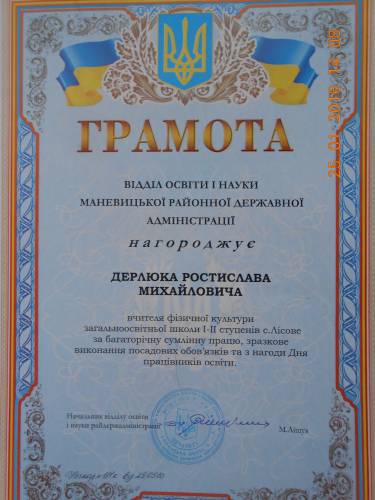 ГРАМОТА
ВІДДІЛ ОСВІТИ І НАУКИ
МАНЕВИЦЬКОЇ РАЙОННОЇ ДЕРЖАВНОЇ
АДМІНІСТРАЦІЇ
нагороджує
ДЕРЛЮКА РОСТИСЛАВА
МИХАЙЛОВИЧА
вчителя фізичної культури
загальноосвітньої школи І-ІІ ступенів с.Лісове
за багаторічну сумлінну працю, зразкове
виконання посадових обов'язків та з нагоди Дня
працівників освіти.
Начальник відділу освіти
і науки райдержадміністрації
М.Ліщук